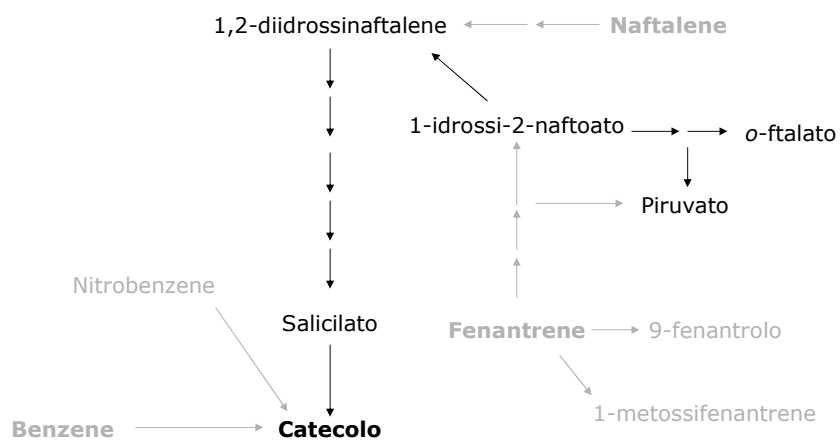 1,2-diidrossinaftalene
Naftalene
1-idrossi-2-naftoato
o-ftalato
Piruvato
Nitrobenzene
Salicilato
Fenantrene
9-fenantrolo
1-metossifenantrene
Benzene
Catecolo